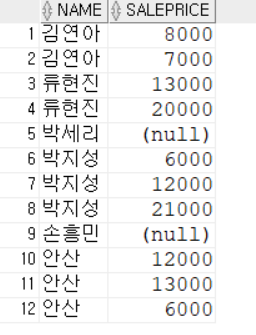 NAME SALEPRICE
1 김연아 8000
2 김연아 7000
3 류현진 13000
4 류현진 20000
5 박세리 (null)
6 박지성 6000
7 박지성 12000
8 박지성 21000
9 손흥민 (null)
10 안산 12000
11 안산 13000
12 안산 6000